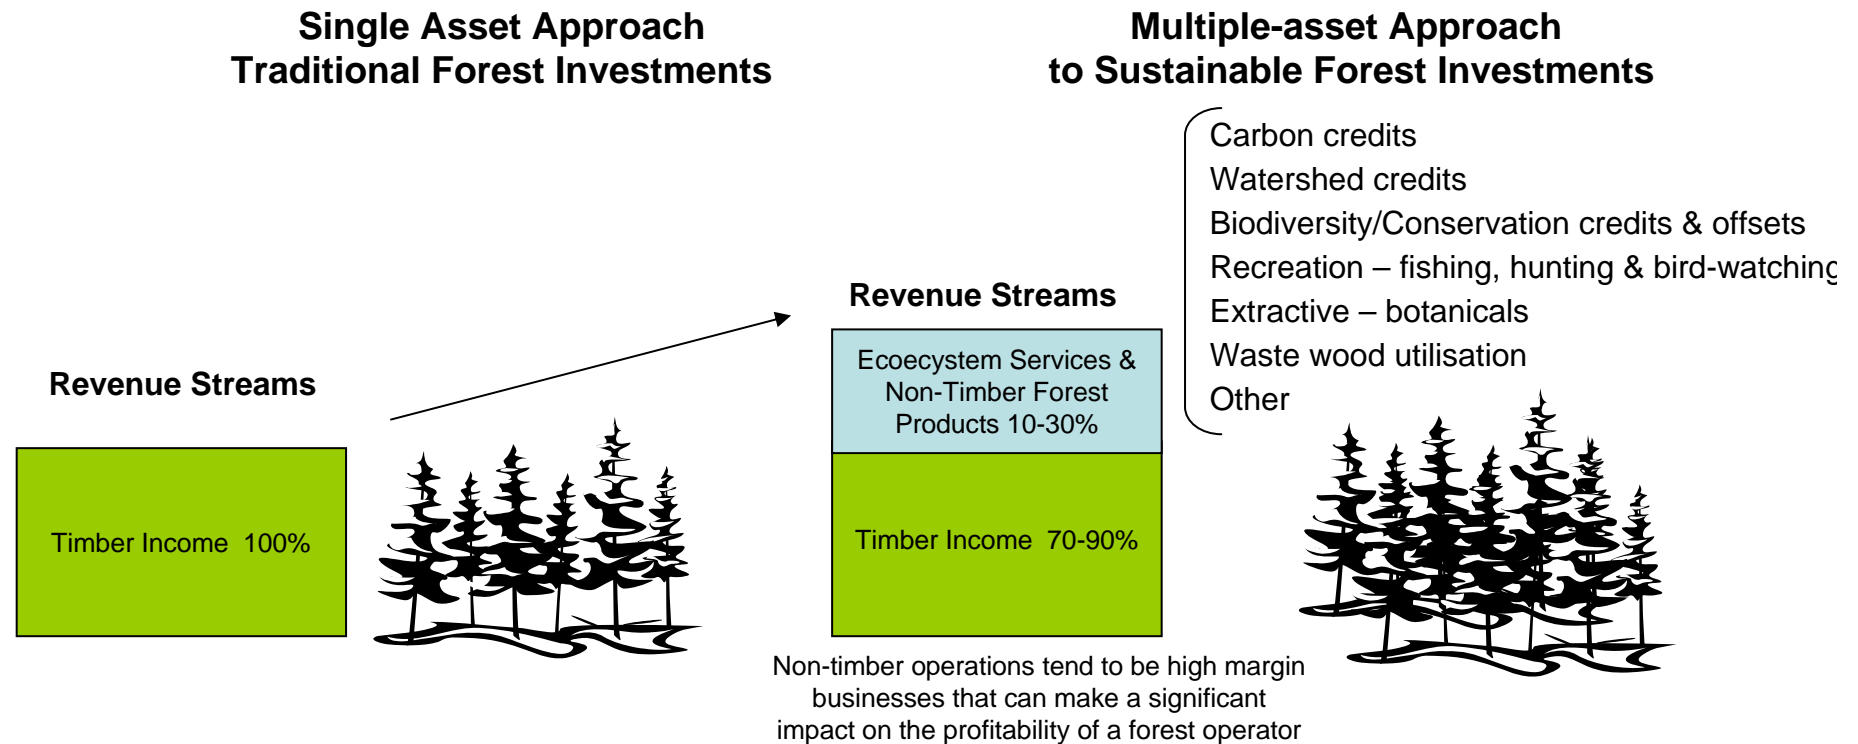 Single Asset Approach
Traditional Forest Investments
Multiple-asset Approach
to Sustainable Forest Investments
Carbon credits
Watershed credits
Biodiversity/Conservation credits & offsets
Recreation – fishing, hunting & bird-watching
Extractive – botanicals
Waste wood utilisation
Other
Revenue Streams
Timber Income 100%
Revenue Streams
Ecoecystem Services &
Non-Timber Forest
Products 10-30%
Timber Income 70-90%
Non-timber operations tend to be high margin
businesses that can make a significant
impact on the profitability of a forest operator